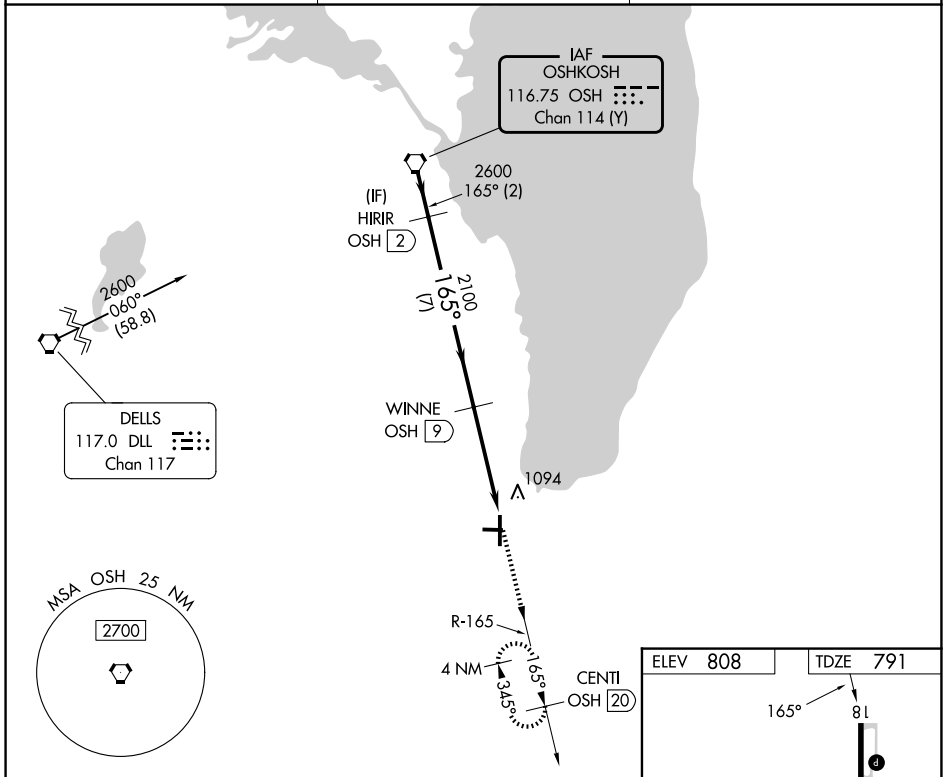 IAF
OSHKOSH
116.75 OSH
Chan 114 (Y)
2600
165° (2)
(IF)
HIRIR
OSH 2
2100
165°
(7)
2600
060°
(58.8)
DELLS
117.0 DLL
Chan 117
WINNE
OSH 9
1094
MSA OSH 25 NM
2700
R-165
4 NM
165°
345°
CENTI
OSH 20
ELEV 808
TDZE 791
165°
18
P